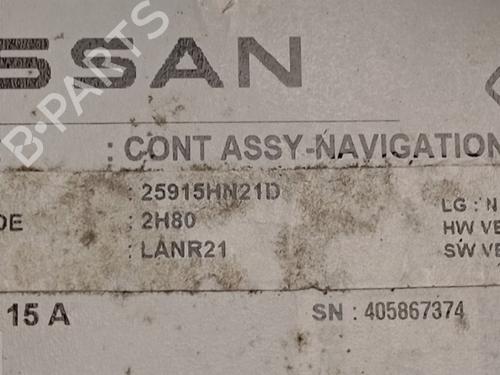 SSAN
: CONT ASSY-NAVIGATION
: 25915HN21D
DE : 2H80
: LANR21
LG : N
HW VE
SW VE
15 A
SN : 405867374
B-PARTS